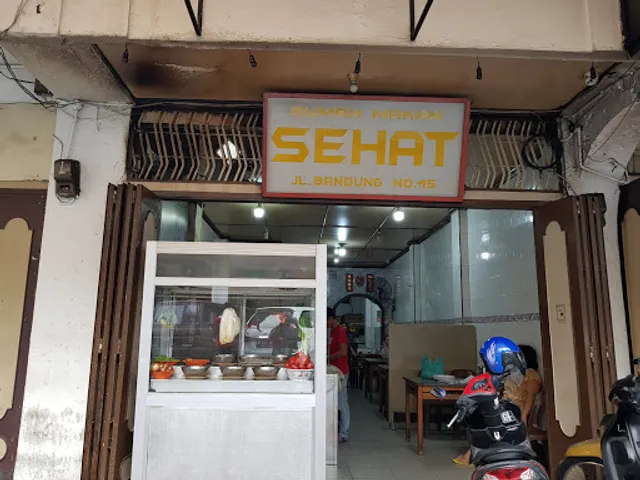 RUMAH MAKAN
SEHAT
JL. BANDUNG NO. 45